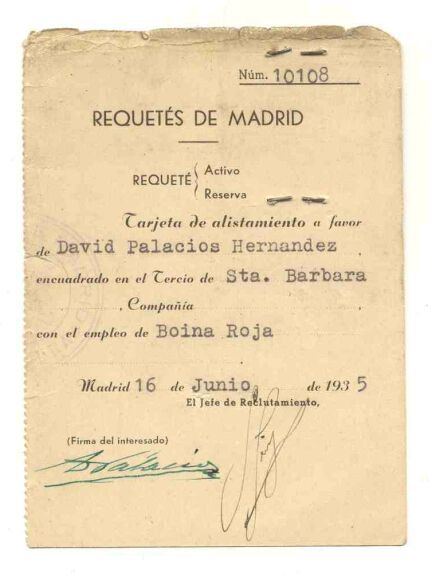 Núm. 10108
REQUETÉS DE MADRID
REQUETÉ { Activo
Reserva
Tarjeta de alistamiento a favor
de David Palacios Hernandez
encuadrado en el Tercio de Sta. Barbara
, Compañía
con el empleo de Boina Roja
Madrid 16 de Junio, de 1935
El Jefe de Reclutamiento,
(Firma del interesado)
D Palacios